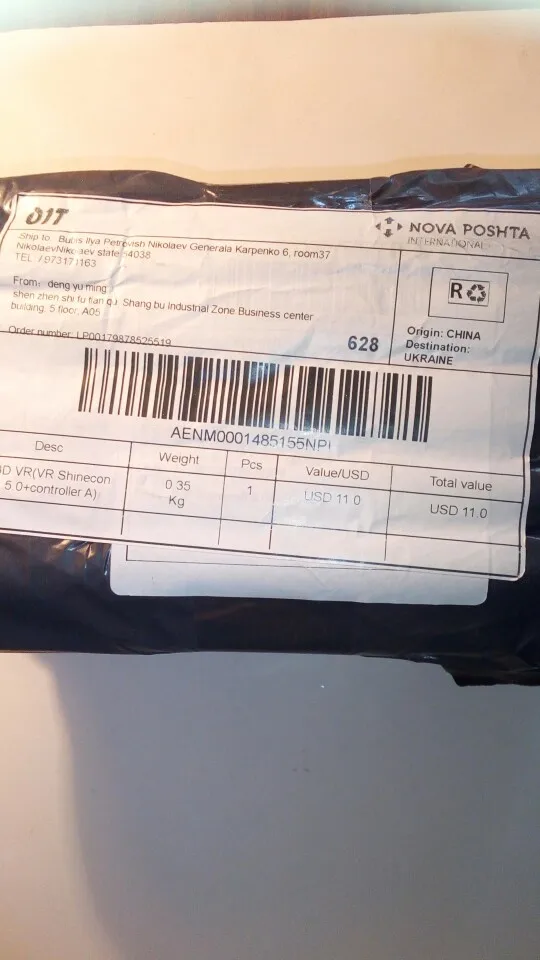 NOVA POSHTA
INTERNATIONAL
Ship to: Ilya Petrovish Nikolaev Generala Karpenko 6, room37
state 54038
TEL
From: deng yu ming
shen zhen shi fu tian qu Shang bu Industrial Zone Business center
building, 5 floor, A05
Order number: LP00179878525519
628
R
Origin: CHINA
Destination:
UKRAINE
AENM0001485155NPI
Desc Weight Pcs Value/USD Total value
3D VR(VR Shinecon 5.0+controller A) 0.35 Kg 1 USD 11.0 USD 11.0